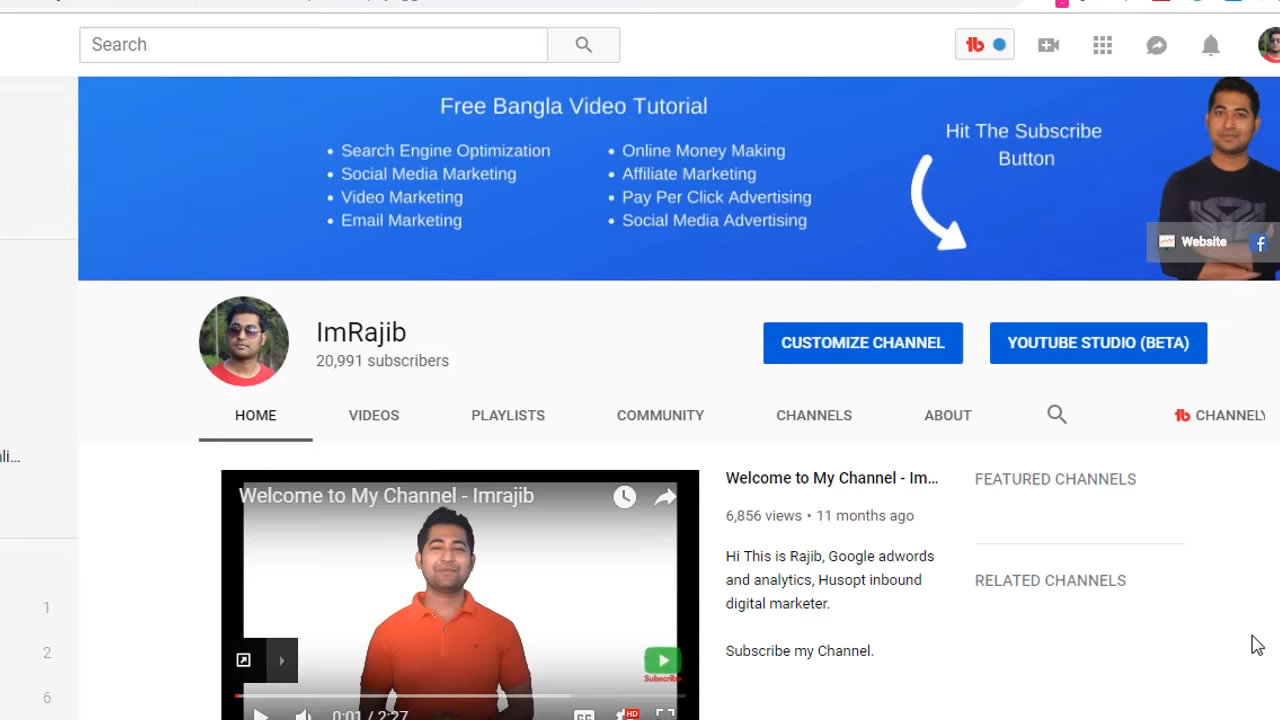 Search
Free Bangla Video Tutorial
Search Engine Optimization
Social Media Marketing
Video Marketing
Email Marketing
Online Money Making
Affiliate Marketing
Pay Per Click Advertising
Social Media Advertising
Hit The Subscribe
Button
Website
ImRajib
20,991 subscribers
CUSTOMIZE CHANNEL
YOUTUBE STUDIO (BETA)
HOME
VIDEOS
PLAYLISTS
COMMUNITY
CHANNELS
ABOUT
CHANNELY
Welcome to My Channel - Imrajib
Subscribe
0:01 / 2:27
HD
Welcome to My Channel - Im...
6,856 views • 11 months ago
Hi This is Rajib, Google adwords
and analytics, Husopt inbound
digital marketer.
Subscribe my Channel.
FEATURED CHANNELS
RELATED CHANNELS
1
2
6